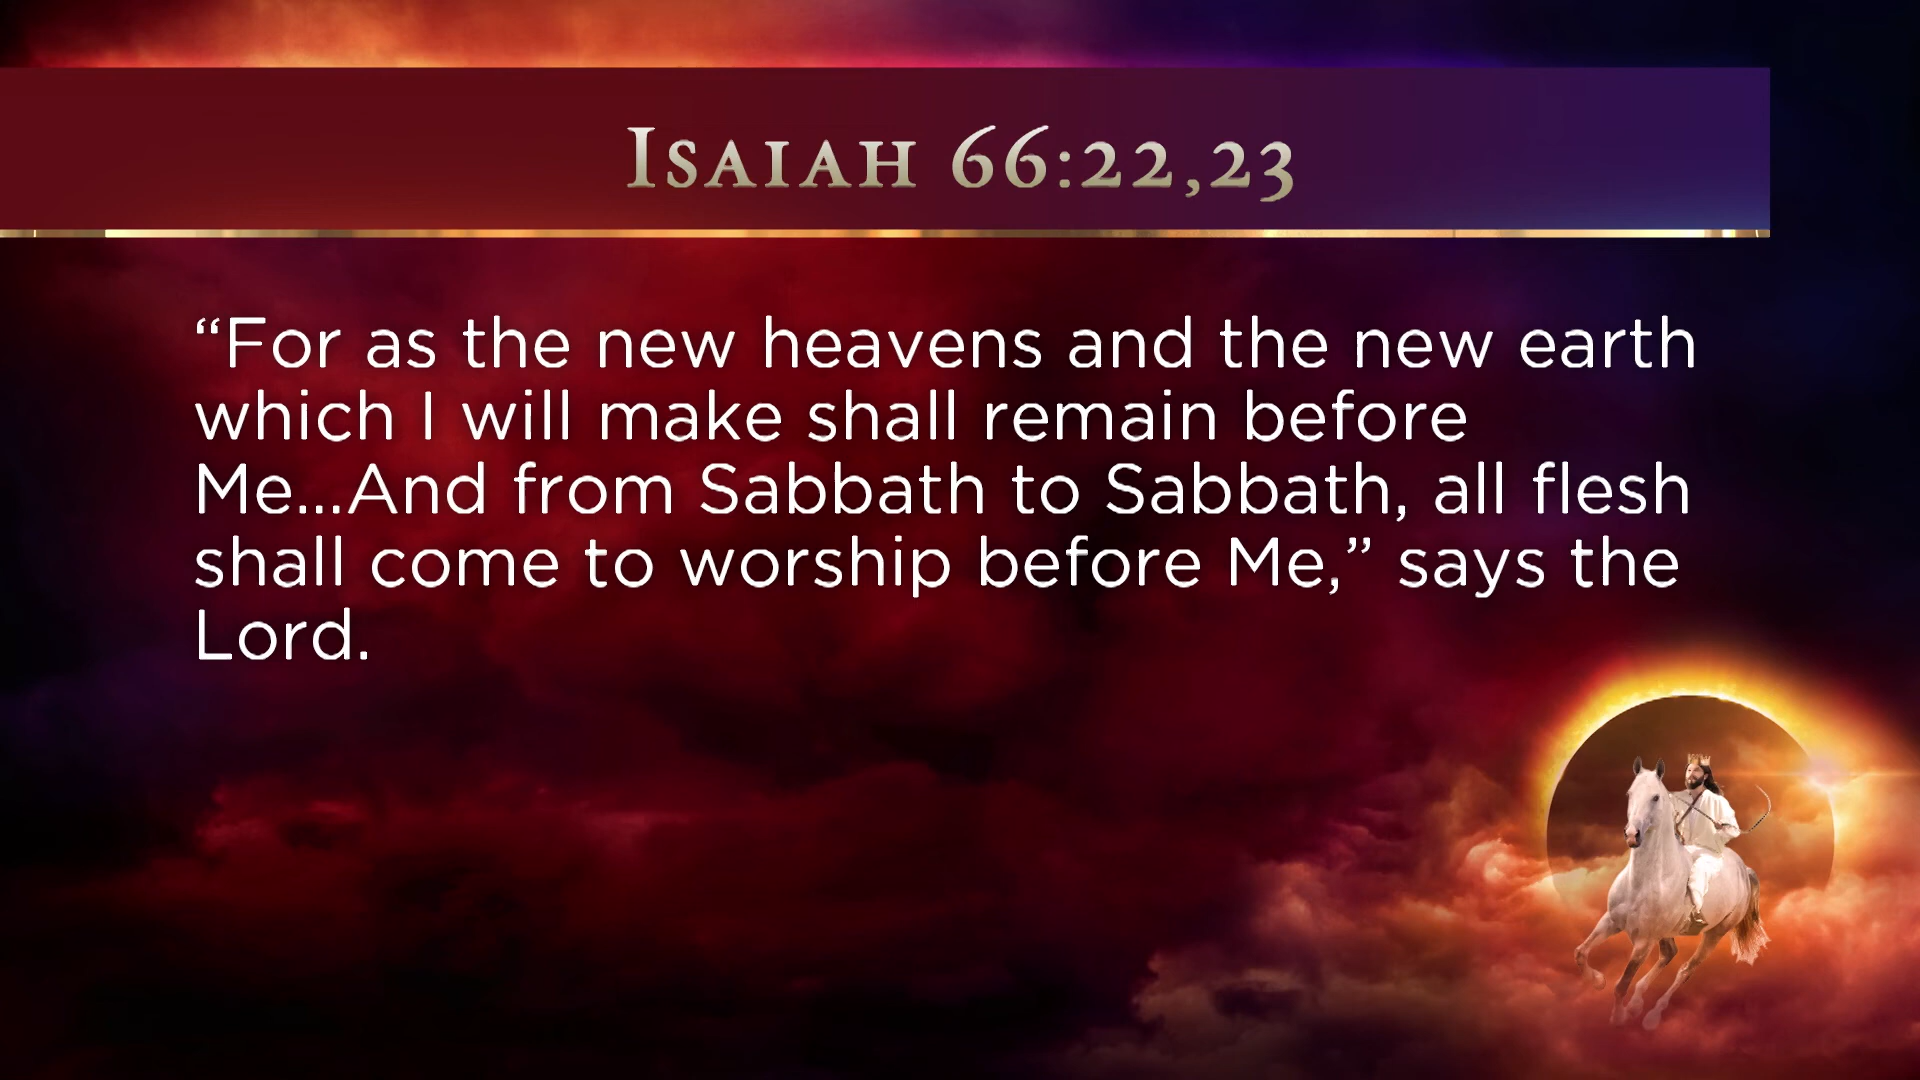 Isaiah 66:22,23
“For as the new heavens and the new earth
which I will make shall remain before
Me...And from Sabbath to Sabbath, all flesh
shall come to worship before Me,” says the
Lord.